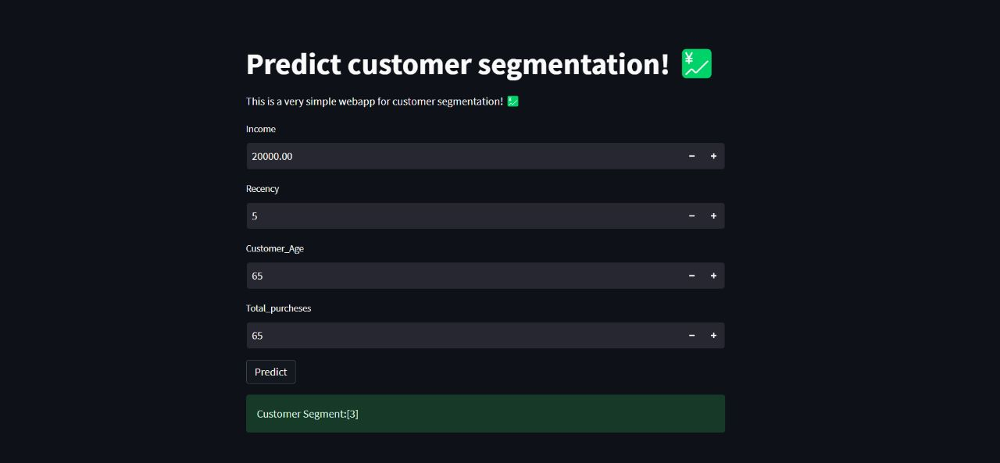 Predict customer segmentation! 💹
This is a very simple webapp for customer segmentation! 💹
Income
20000.00
Recency
5
Customer_Age
65
Total_purcheses
65
Predict
Customer Segment:[3]